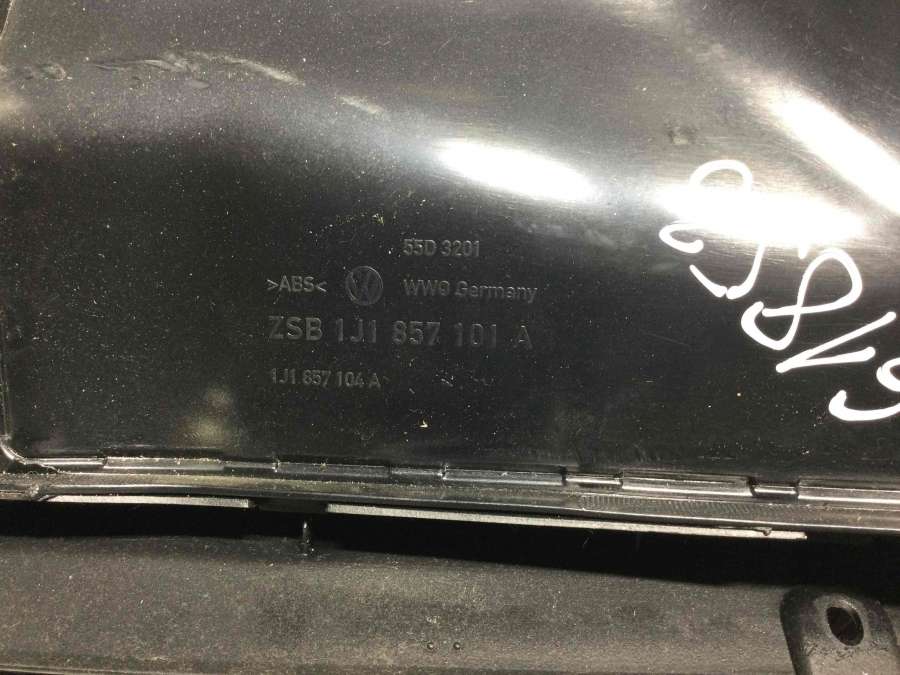 55D 3201
>ABS< WWO Germany
ZSB 1J1 857 101 A
1J1 857 104 A